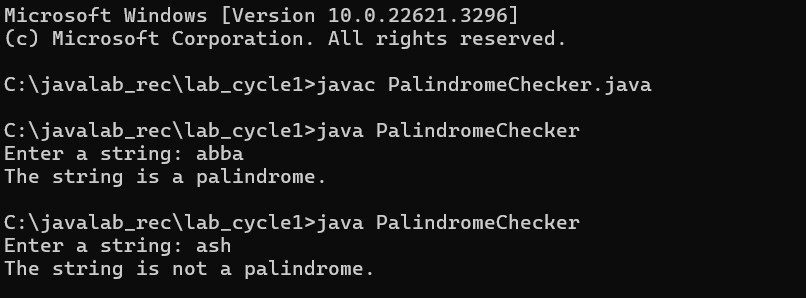 Microsoft Windows [Version 10.0.22621.3296]
(c) Microsoft Corporation. All rights reserved.
C:\javalab_rec\lab_cycle1>javac PalindromeChecker.java
C:\javalab_rec\lab_cycle1>java PalindromeChecker
Enter a string: abba
The string is a palindrome.
C:\javalab_rec\lab_cycle1>java PalindromeChecker
Enter a string: ash
The string is not a palindrome.